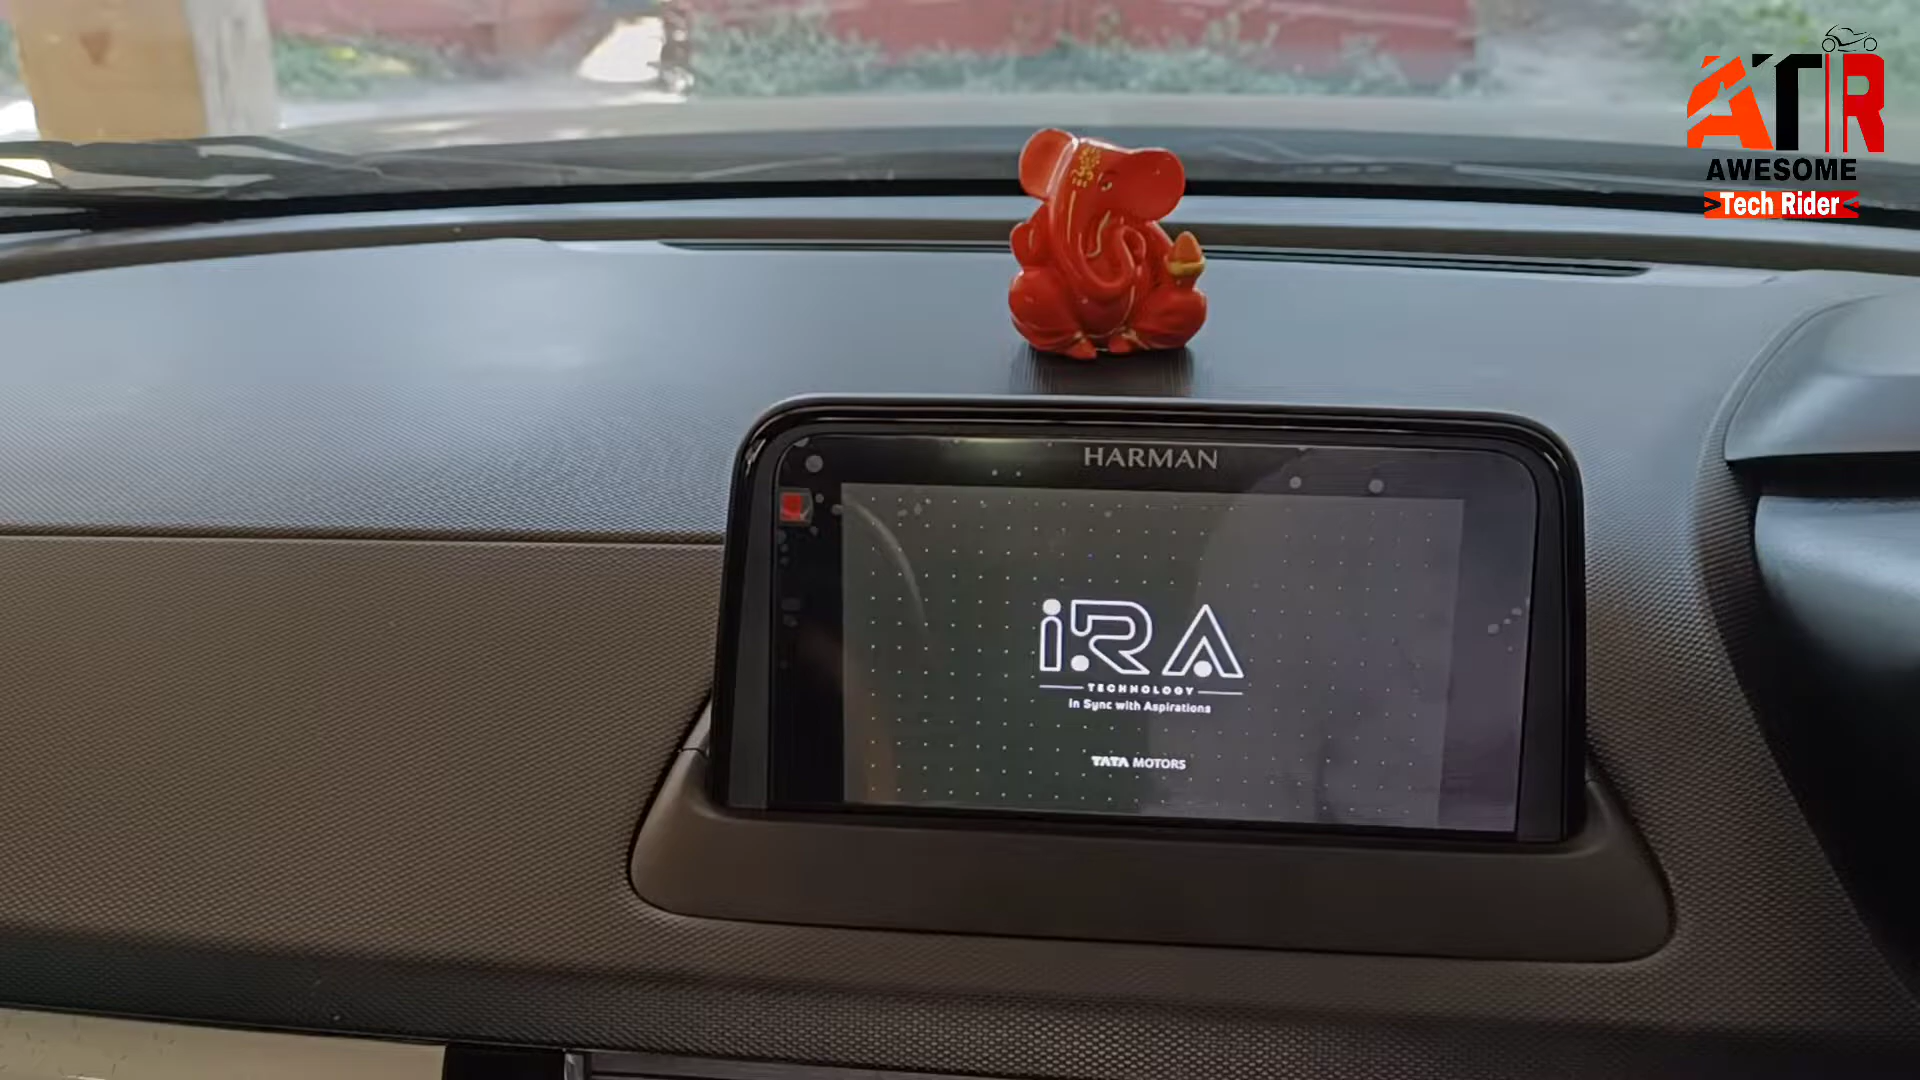 ATR
AWESOME
>Tech Rider<
HARMAN
iRA
TECHNOLOGY
In Sync with Aspirations
TATA MOTORS